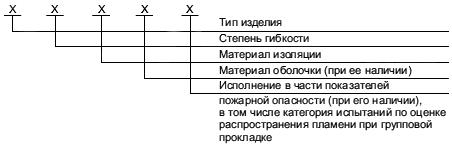 X X X X X
Тип изделия
Степень гибкости
Материал изоляции
Материал оболочки (при ее наличии)
Исполнение в части показателей
пожарной опасности (при его наличии),
в том числе категория испытаний по оценке
распространения пламени при групповой
прокладке